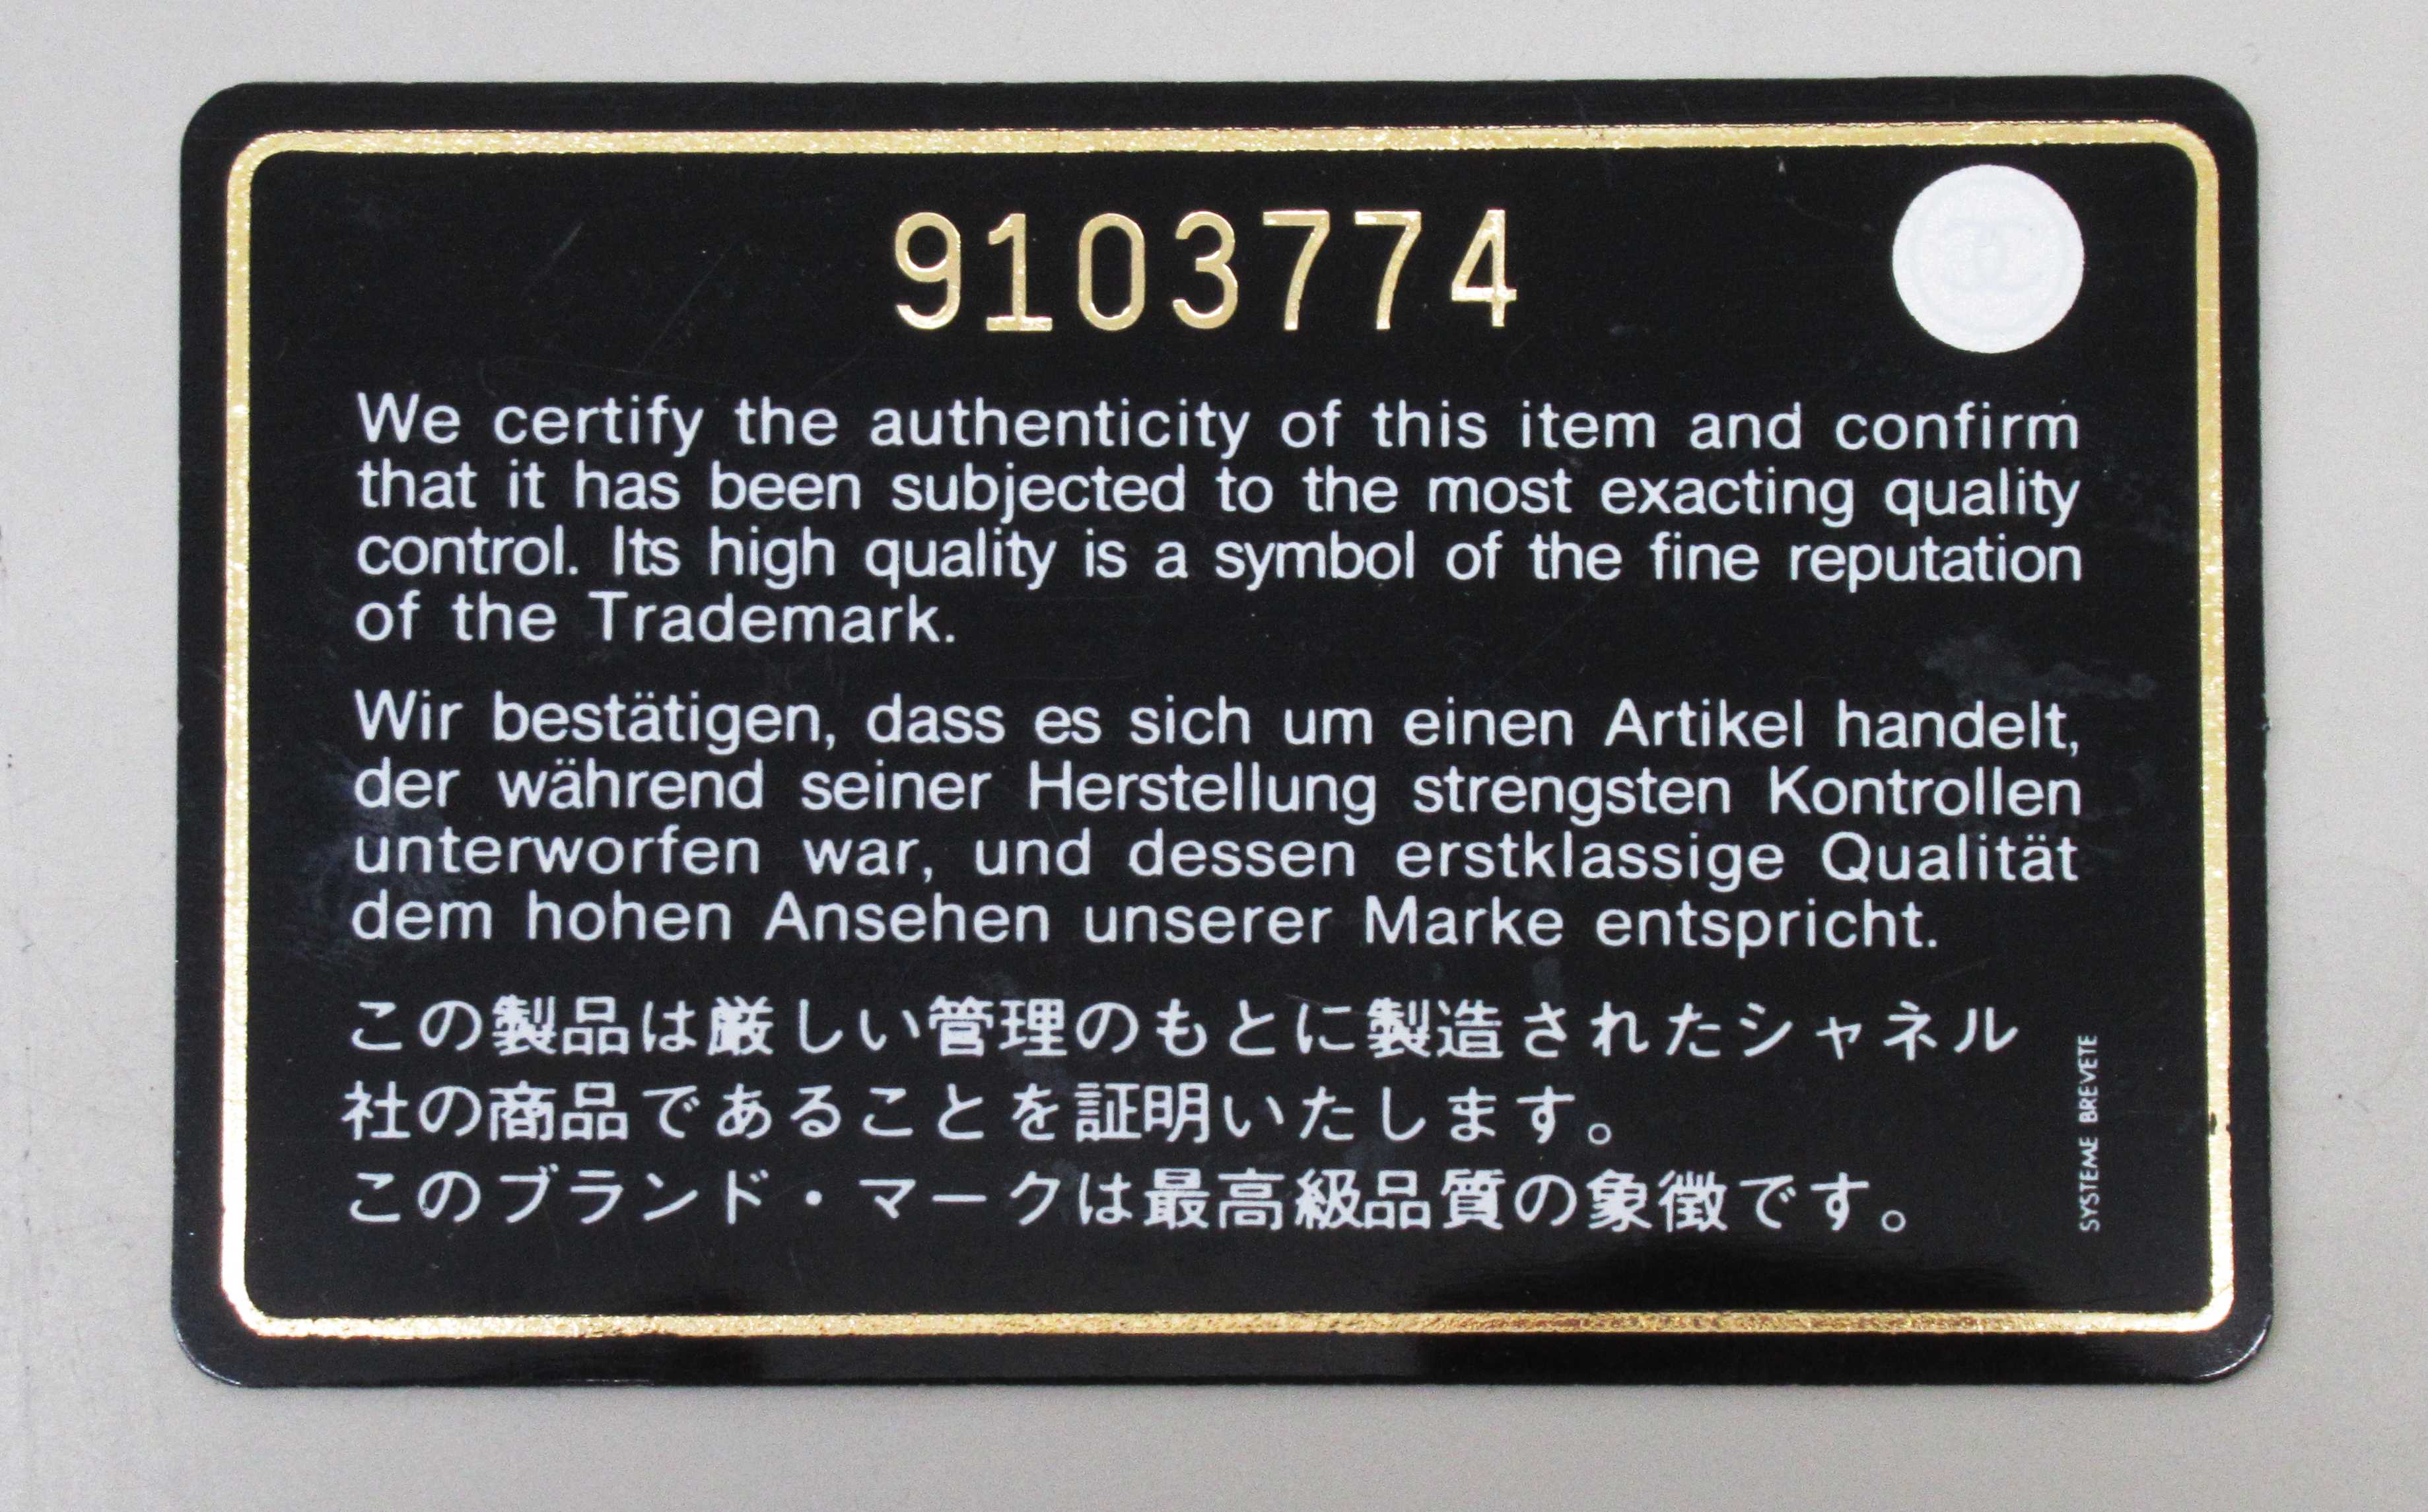 9103774
We certify the authenticity of this item and confirm
that it has been subjected to the most exacting quality
control. Its high quality is a symbol of the fine reputation
of the Trademark.
Wir bestätigen, dass es sich um einen Artikel handelt,
der während seiner Herstellung strengsten Kontrollen
unterworfen war, und dessen erstklassige Qualität
dem hohen Ansehen unserer Marke entspricht.
この製品は厳しい管理のもとに製造されたシャネル
社の商品であることを証明いたします。
このブランド・マークは最高級品質の象徴です。
SYSTEME BREVETE